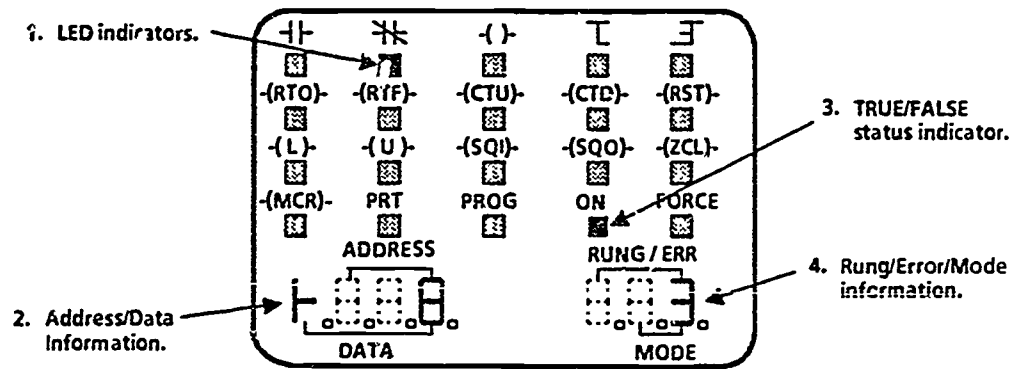 1. LED indicators.
-(RTO)- -(RTF)- -(CTU)- -(CTD)- -(RST)-
3. TRUE/FALSE
status indicator.
-( L )- -( U )- -(SQI)- -(SQO)- -(ZCL)-
-(MCR)- PRT PROG ON FORCE
ADDRESS RUNG / ERR
4. Rung/Error/Mode
information.
2. Address/Data
Information.
DATA MODE